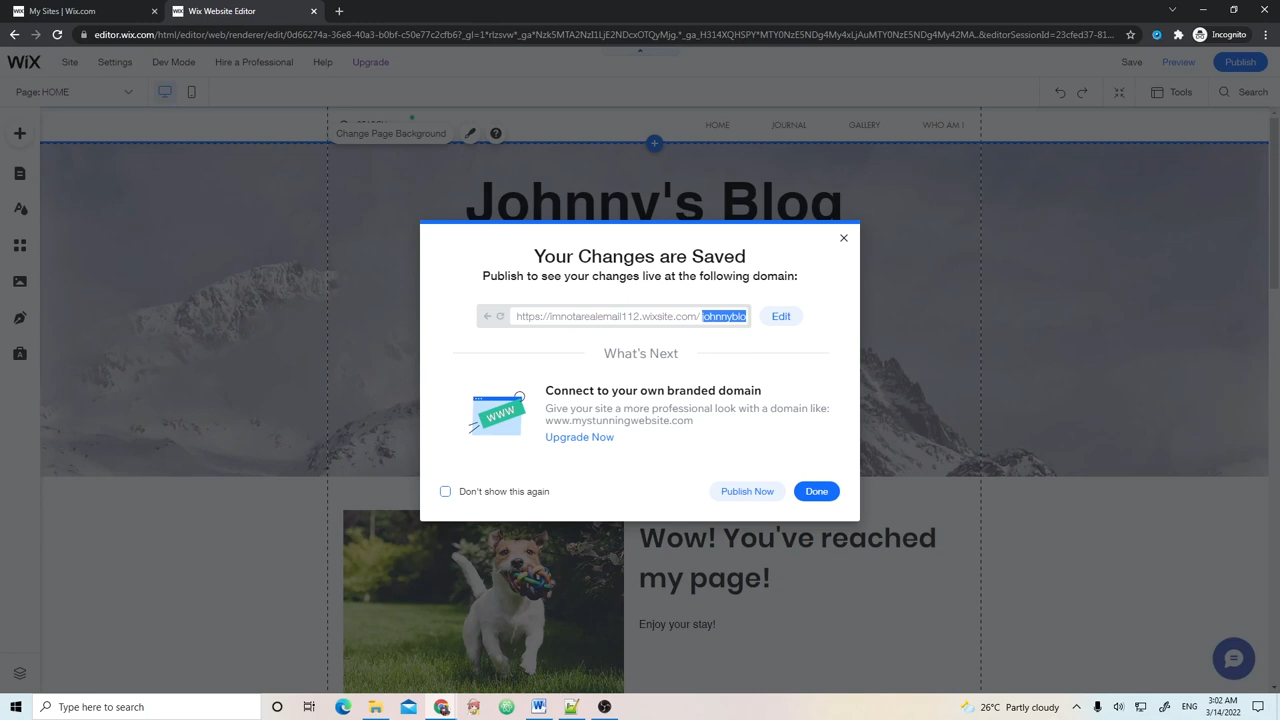 My Sites | Wix.com
Wix Website Editor
editor.wix.com/html/editor/web/renderer/edit/0d66274a-36e8-40a3-b0bf-c50e77c2cfb6?_gl=1*rlzsvw*_ga*Nzk5MTA2NzI1LjE2NDcxOTQyMjg.*_ga_H314XQHSPY*MTY0NzE5NDg4My4xLjAuMTY0NzE5NDg4My42MA..&editorSessionId=23cfed37-81...
Incognito
WiX Site Settings Dev Mode Hire a Professional Help Upgrade Save Preview Publish
Page: HOME Tools Search
Change Page Background
HOME JOURNAL GALLERY WHO AM I
Johnny's Blog
Your Changes are Saved
Publish to see your changes live at the following domain:
https://imnotarealemail112.wixsite.com/ johnnyblo Edit
What's Next
Connect to your own branded domain
Give your site a more professional look with a domain like:
www.mystunningwebsite.com
WWW
Upgrade Now
Don't show this again Publish Now Done
Wow! You've reached
my page!
Enjoy your stay!
Type here to search
26°C Partly cloudy
ENG
3:02 AM
3/14/2022